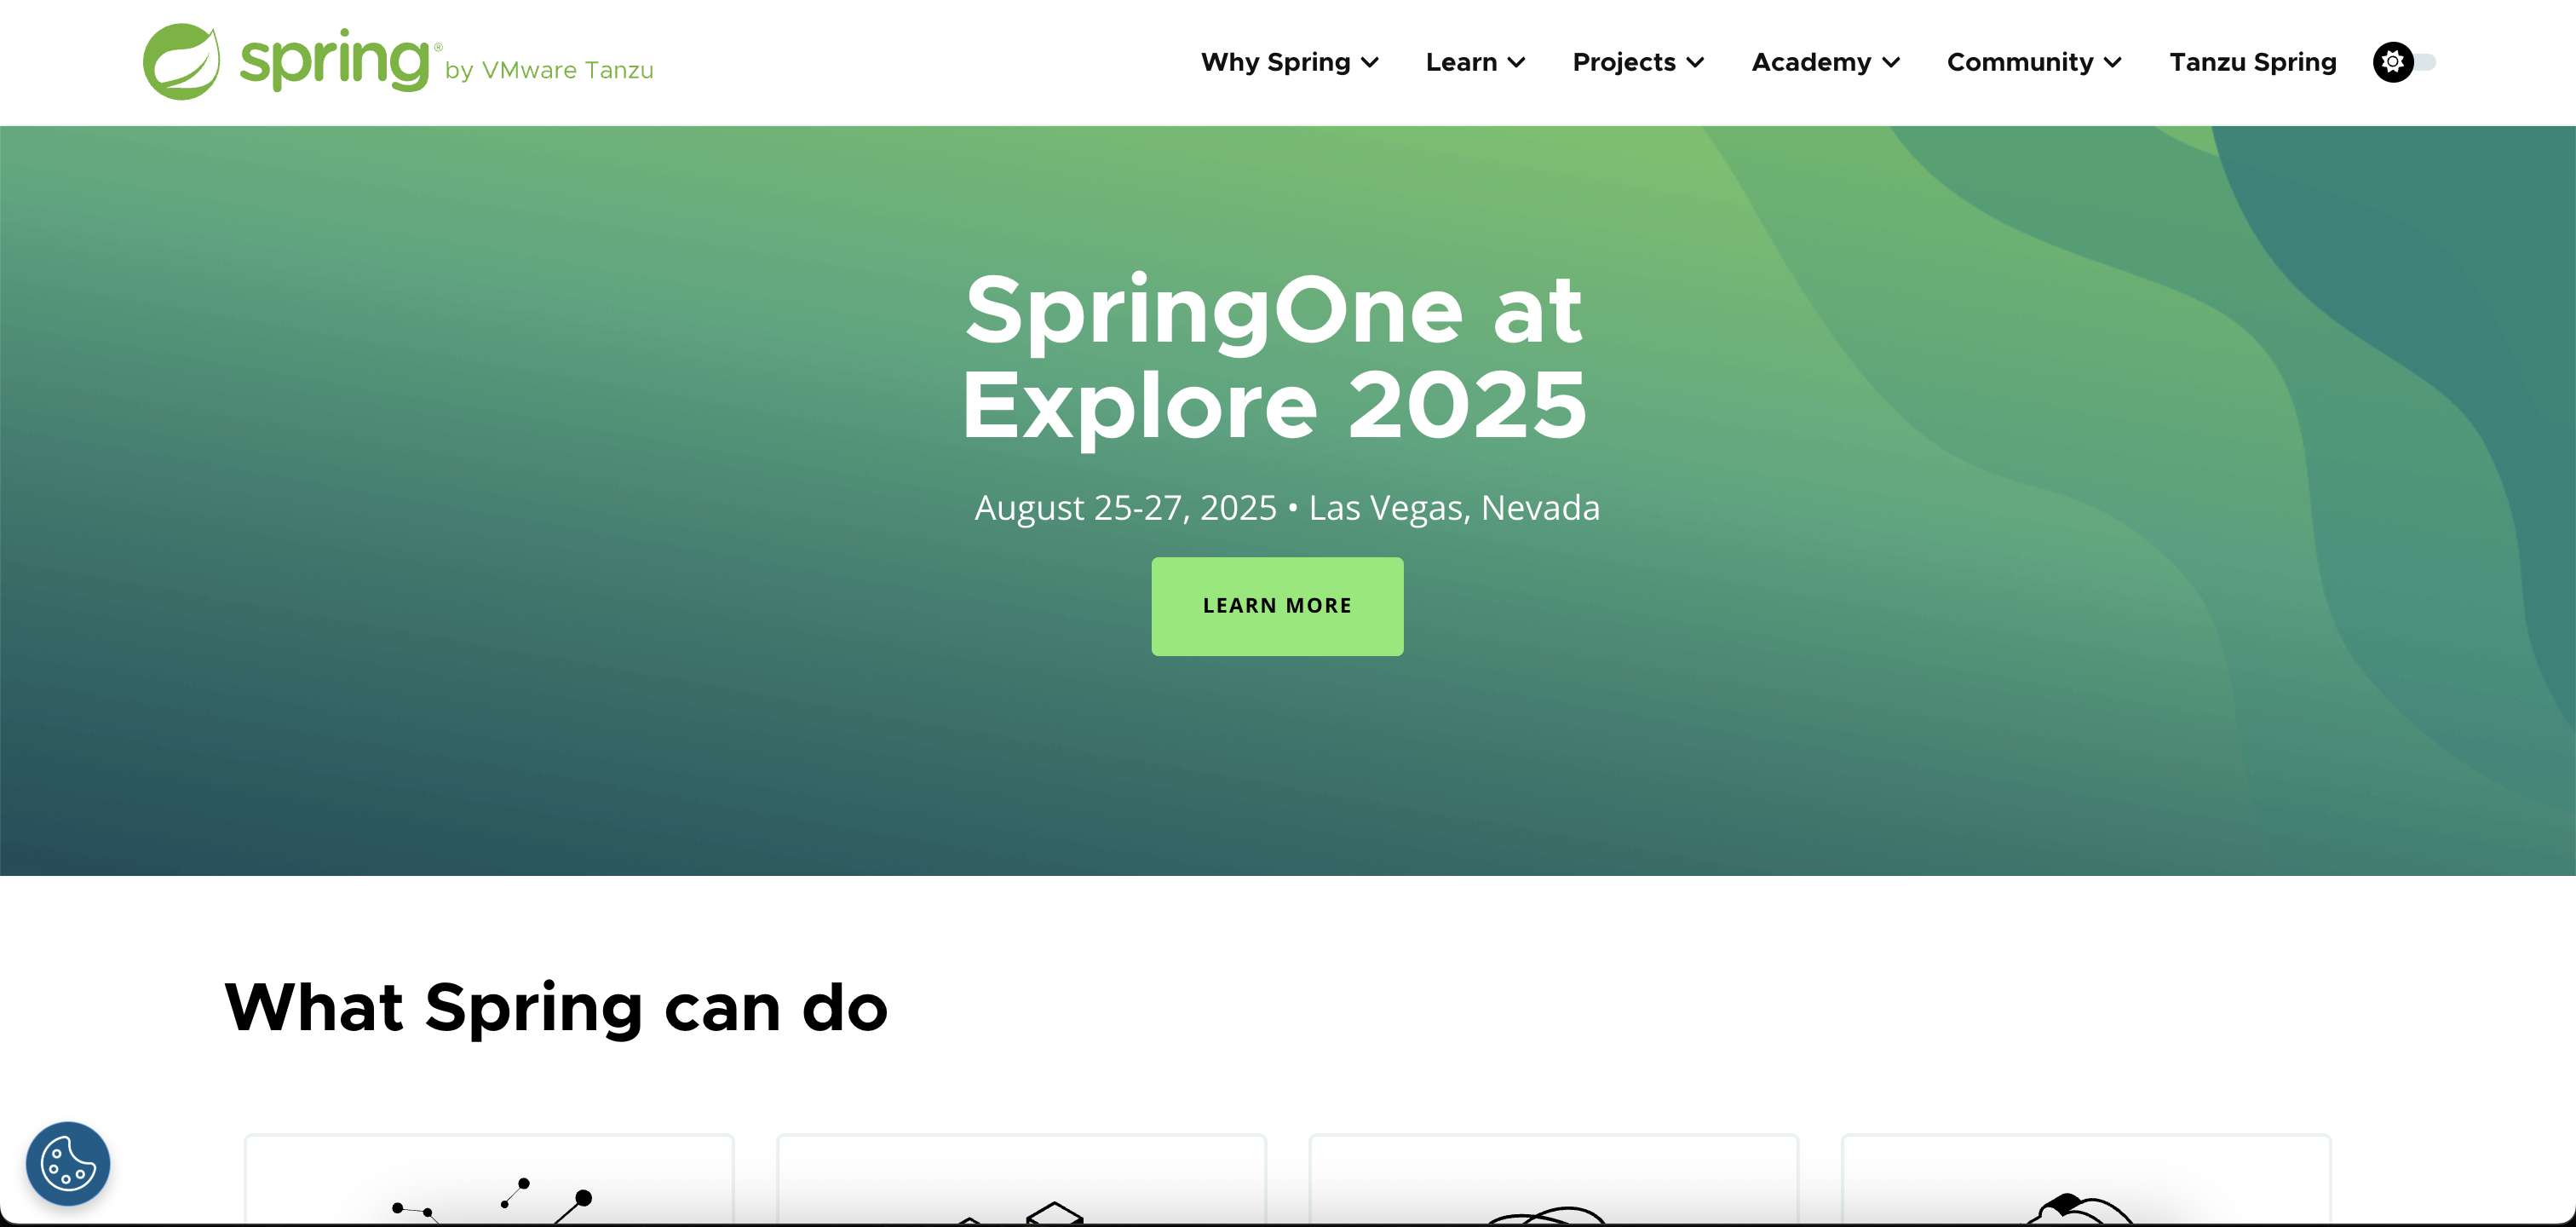 spring® by VMware Tanzu
Why Spring Learn Projects Academy Community Tanzu Spring
SpringOne at
Explore 2025
August 25-27, 2025 • Las Vegas, Nevada
LEARN MORE
What Spring can do